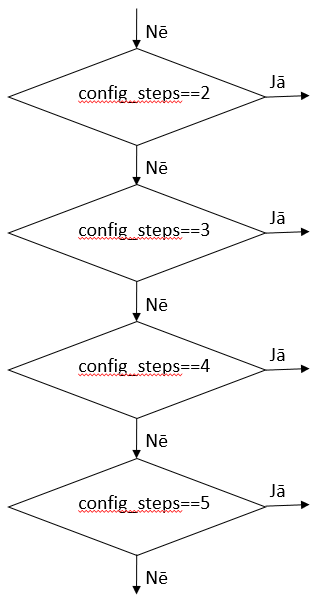 Nē
config_steps==2
Jā
Nē
config_steps==3
Jā
Nē
config_steps==4
Jā
Nē
config_steps==5
Jā
Nē